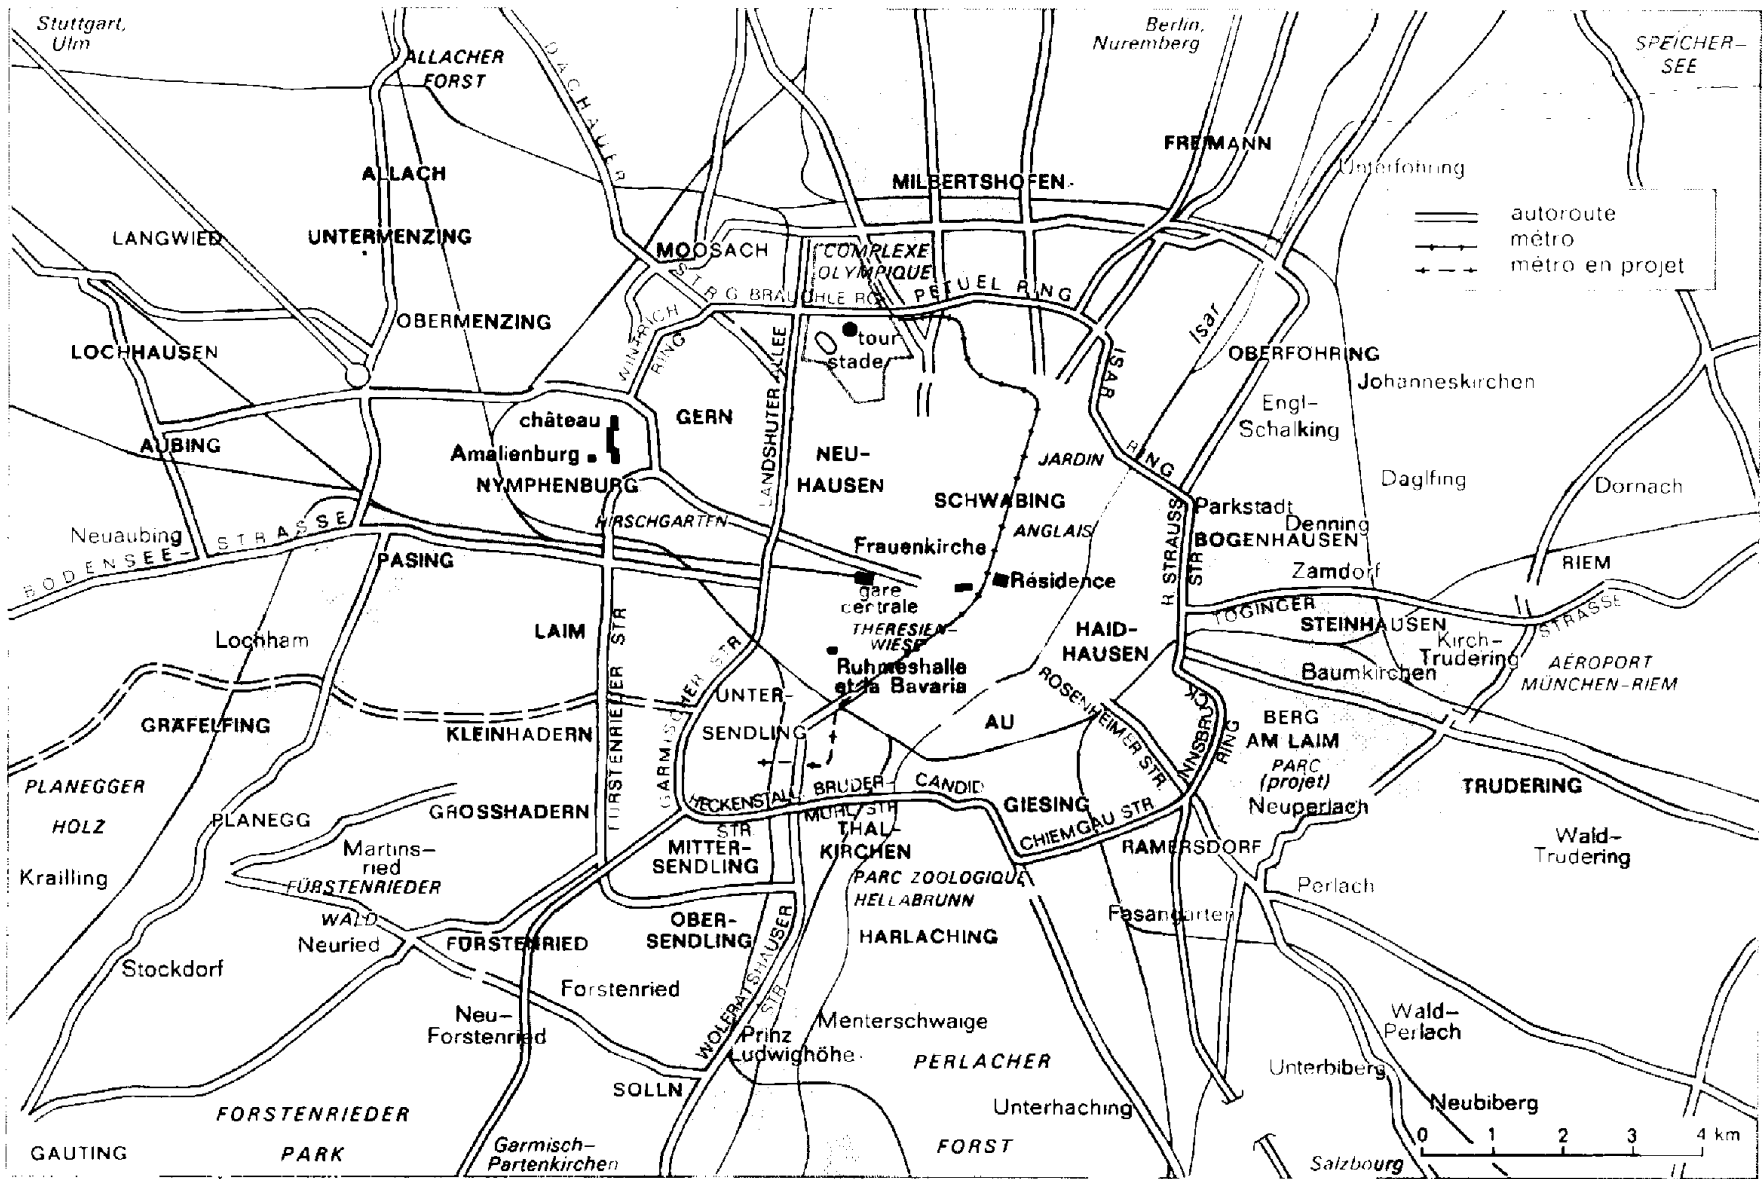 Stuttgart,
Ulm
ALLACHER
FORST
DACHAUER
Berlin,
Nuremberg
SPEICHER-
SEE
ALLACH
MILBERTSHOFEN
FREIMANN
Unterföhring
autoroute
métro
métro en projet
LANGWIED
UNTERMENZING
MOOSACH
COMPLEXE
OLYMPIQUE
STR
G. BRAUCHLE RG
PETUEL RING
Isar
OBERMENZING
WINTRICH
RING
LOCHHAUSEN
tour
stade
ISAR
RING
OBERFÖHRING
Johanneskirchen
Engl-
Schalking
château
GERN
LANDSHUTER ALLEE
AUBING
Amalienburg
NYMPHENBURG
NEU-
HAUSEN
JARDIN
ANGLAIS
SCHWABING
Daglfing
Dornach
HIRSCHGARTEN
Parkstadt
Denning
BOGENHAUSEN
Neuaubing
BODENSEE-STRASSE
PASING
Frauenkirche
Résidence
H. STRAUSS
STR
Zamdorf
RIEM
gare
centrale
TÖGINGER
STRASSE
STEINHAUSEN
Lochham
LAIM
THERESIEN-
WIESE
HAID-
HAUSEN
Kirch-
Trudering
Ruhmeshalle
et la Bavaria
Baumkirchen
AÉROPORT
MÜNCHEN-RIEM
GRÄFELFING
KLEINHADERN
FÜRSTENRIEDER STR
GARMISCHER STR
UNTER-
SENDLING
AU
ROSENHEIMER STR.
INNSBRUCK
RING
BERG
AM LAIM
PARC
(projet)
PLANEGGER
HOLZ
PLANEGG
GROSSHADERN
HECKENSTALL
STR
BRUDER-
MÜHL STR
CANDID
GIESING
CHIEMGAU STR
Neuperlach
TRUDERING
Martins-
ried
MITTER-
SENDLING
THAL-
KIRCHEN
RAMERSDORF
Wald-
Trudering
Krailling
FÜRSTENRIEDER
WALD
PARC ZOOLOGIQUE
HELLABRUNN
Perlach
Neuried
FÜRSTENRIED
OBER-
SENDLING
HARLACHING
Fasangarten
Stockdorf
Forstenried
WOLFRATSHAUSER
STR
Neu-
Forstenried
Prinz
Ludwighöhe
Menterschwaige
Wald-
Perlach
PERLACHER
FORST
SOLLN
Unterbiberg
Unterhaching
Neubiberg
FORSTENRIEDER
PARK
GAUTING
Garmisch-
Partenkirchen
Salzbourg
0 1 2 3 4 km